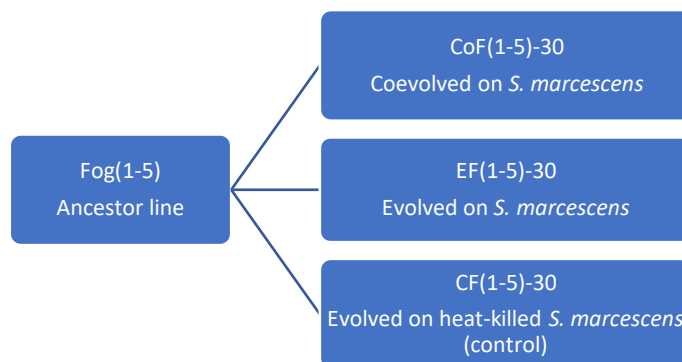 Fog(1-5)
Ancestor line
CoF(1-5)-30
Coevolved on S. marcescens
EF(1-5)-30
Evolved on S. marcescens
CF(1-5)-30
Evolved on heat-killed S. marcescens
(control)